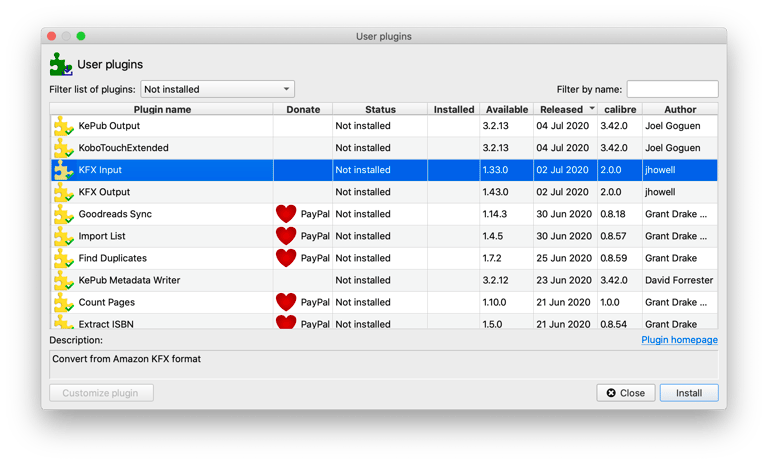 User plugins
User plugins
Filter list of plugins: Not installed Filter by name:
Plugin name Donate Status Installed Available Released calibre Author
KePub Output Not installed 3.2.13 04 Jul 2020 3.42.0 Joel Goguen
KoboTouchExtended Not installed 3.2.13 04 Jul 2020 3.42.0 Joel Goguen
KFX Input Not installed 1.33.0 02 Jul 2020 2.0.0 jhowell
KFX Output Not installed 1.43.0 02 Jul 2020 2.0.0 jhowell
Goodreads Sync PayPal Not installed 1.14.3 30 Jun 2020 0.8.18 Grant Drake ...
Import List PayPal Not installed 1.4.5 30 Jun 2020 0.8.57 Grant Drake ...
Find Duplicates PayPal Not installed 1.7.2 25 Jun 2020 0.8.59 Grant Drake
KePub Metadata Writer Not installed 3.2.12 23 Jun 2020 3.42.0 David Forrester
Count Pages PayPal Not installed 1.10.0 21 Jun 2020 1.0.0 Grant Drake ...
Extract ISBN PayPal Not installed 1.5.0 21 Jun 2020 0.8.54 Grant Drake
Description: Plugin homepage
Convert from Amazon KFX format
Customize plugin Close Install